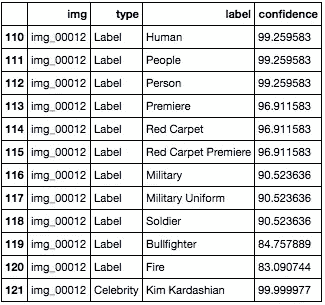 img type label confidence
110 img_00012 Label Human 99.259583
111 img_00012 Label People 99.259583
112 img_00012 Label Person 99.259583
113 img_00012 Label Premiere 96.911583
114 img_00012 Label Red Carpet 96.911583
115 img_00012 Label Red Carpet Premiere 96.911583
116 img_00012 Label Military 90.523636
117 img_00012 Label Military Uniform 90.523636
118 img_00012 Label Soldier 90.523636
119 img_00012 Label Bullfighter 84.757889
120 img_00012 Label Fire 83.090744
121 img_00012 Celebrity Kim Kardashian 99.999977